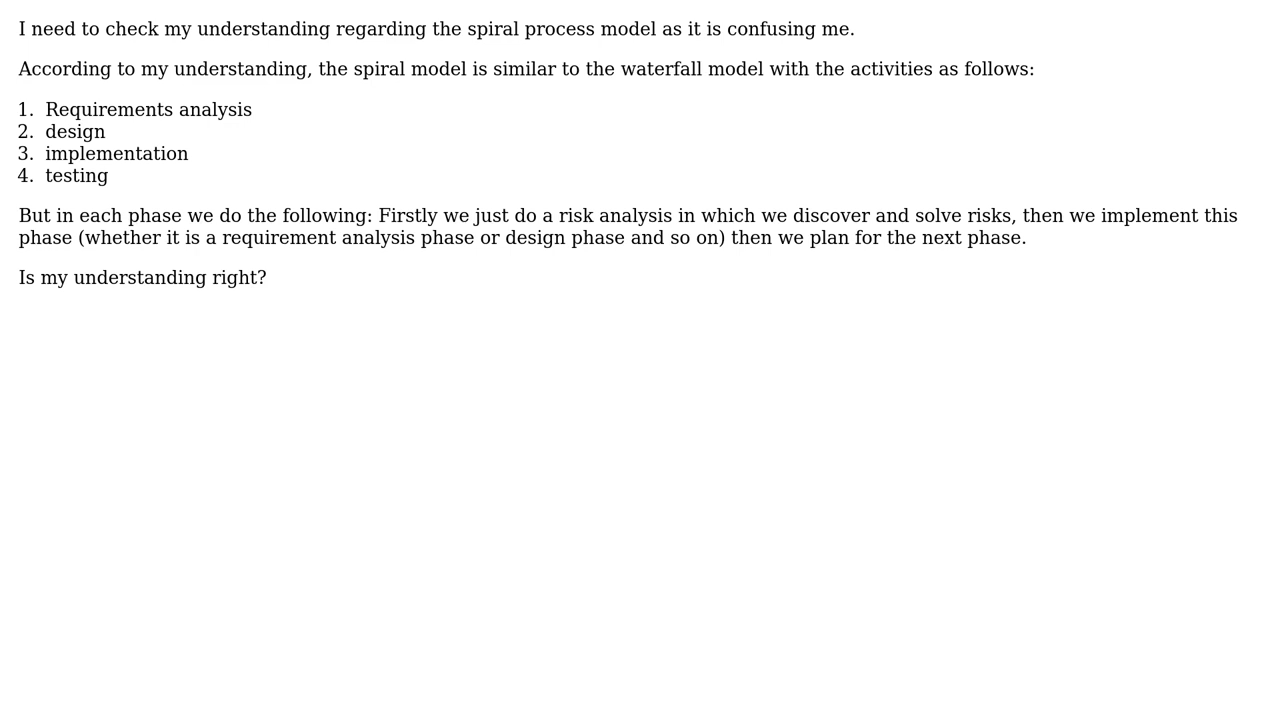 I need to check my understanding regarding the spiral process model as it is confusing me.
According to my understanding, the spiral model is similar to the waterfall model with the activities as follows:
1. Requirements analysis
2. design
3. implementation
4. testing
But in each phase we do the following: Firstly we just do a risk analysis in which we discover and solve risks, then we implement this
phase (whether it is a requirement analysis phase or design phase and so on) then we plan for the next phase.
Is my understanding right?